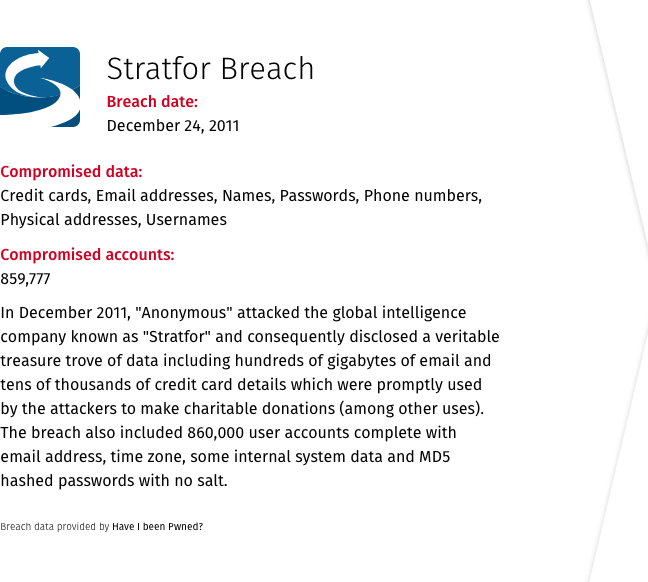 Stratfor Breach
Breach date:
December 24, 2011
Compromised data:
Credit cards, Email addresses, Names, Passwords, Phone numbers,
Physical addresses, Usernames
Compromised accounts:
859,777
In December 2011, "Anonymous" attacked the global intelligence
company known as "Stratfor" and consequently disclosed a veritable
treasure trove of data including hundreds of gigabytes of email and
tens of thousands of credit card details which were promptly used
by the attackers to make charitable donations (among other uses).
The breach also included 860,000 user accounts complete with
email address, time zone, some internal system data and MD5
hashed passwords with no salt.
Breach data provided by Have I been Pwned?